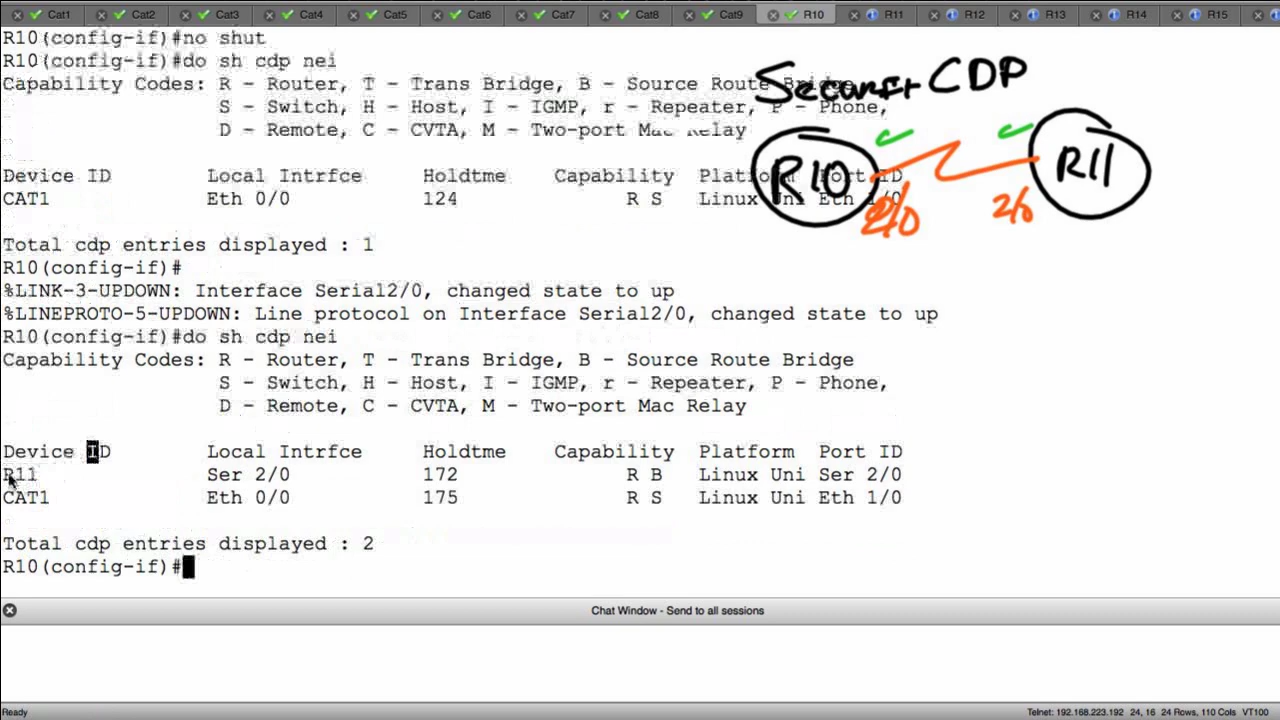 Cat1 Cat2 Cat3 Cat4 Cat5 Cat6 Cat7 Cat8 Cat9 R10 R11 R12 R13 R14 R15
R10(config-if)#no shut
R10(config-if)#do sh cdp nei
Capability Codes: R - Router, T - Trans Bridge, B - Source Route Bridge
S - Switch, H - Host, I - IGMP, r - Repeater, P - Phone,
D - Remote, C - CVTA, M - Two-port Mac Relay
CDP
R10
R11
2/0
2/0
Device ID Local Intrfce Holdtme Capability Platform Port ID
CAT1 Eth 0/0 124 R S Linux Uni Eth 1/0
Total cdp entries displayed : 1
R10(config-if)#
%LINK-3-UPDOWN: Interface Serial2/0, changed state to up
%LINEPROTO-5-UPDOWN: Line protocol on Interface Serial2/0, changed state to up
R10(config-if)#do sh cdp nei
Capability Codes: R - Router, T - Trans Bridge, B - Source Route Bridge
S - Switch, H - Host, I - IGMP, r - Repeater, P - Phone,
D - Remote, C - CVTA, M - Two-port Mac Relay
Device ID Local Intrfce Holdtme Capability Platform Port ID
R11 Ser 2/0 172 R B Linux Uni Ser 2/0
CAT1 Eth 0/0 175 R S Linux Uni Eth 1/0
Total cdp entries displayed : 2
R10(config-if)#
Chat Window - Send to all sessions
Ready
Telnet: 192.168.223.192 24, 16 24 Rows, 110 Cols VT100